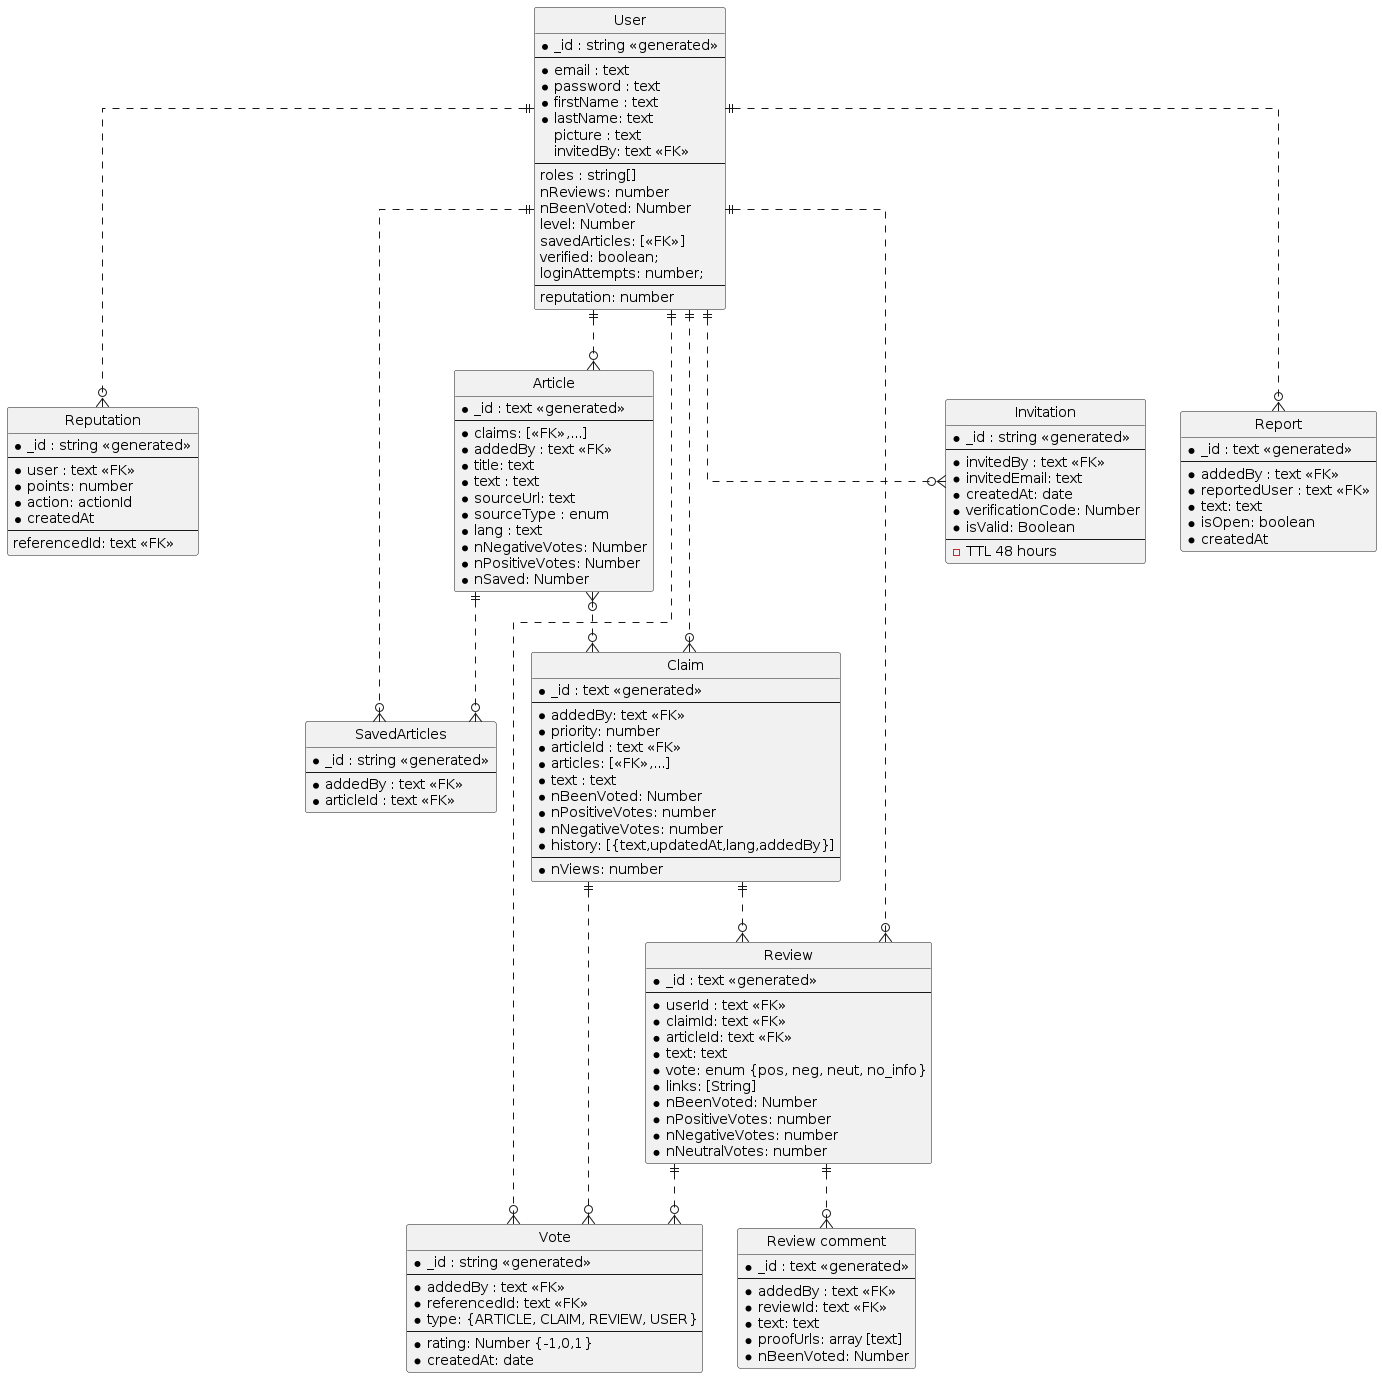 User
_id : string «generated»
email : text
password : text
firstName : text
lastName: text
picture : text
invitedBy: text «FK»
roles : string[]
nReviews: number
nBeenVoted: Number
level: Number
savedArticles: [«FK»]
verified: boolean;
loginAttempts: number;
reputation: number
Reputation
_id : string «generated»
user : text «FK»
points: number
action: actionId
createdAt
referencedId: text «FK»
Article
_id : text «generated»
claims: [«FK»,...]
addedBy : text «FK»
title: text
text : text
sourceUrl: text
sourceType : enum
lang : text
nNegativeVotes: Number
nPositiveVotes: Number
nSaved: Number
Invitation
_id : string «generated»
invitedBy : text «FK»
invitedEmail: text
createdAt: date
verificationCode: Number
isValid: Boolean
TTL 48 hours
Report
_id : text «generated»
addedBy : text «FK»
reportedUser : text «FK»
text: text
isOpen: boolean
createdAt
SavedArticles
_id : string «generated»
addedBy : text «FK»
articleId : text «FK»
Claim
_id : text «generated»
addedBy: text «FK»
priority: number
articleId : text «FK»
articles: [«FK»,...]
text : text
nBeenVoted: Number
nPositiveVotes: number
nNegativeVotes: number
history: [{text,updatedAt,lang,addedBy}]
nViews: number
Review
_id : text «generated»
userId : text «FK»
claimId: text «FK»
articleId: text «FK»
text: text
vote: enum {pos, neg, neut, no_info}
links: [String]
nBeenVoted: Number
nPositiveVotes: number
nNegativeVotes: number
nNeutralVotes: number
Vote
_id : string «generated»
addedBy : text «FK»
referencedId: text «FK»
type: {ARTICLE, CLAIM, REVIEW, USER}
rating: Number {-1,0,1}
createdAt: date
Review comment
_id : text «generated»
addedBy : text «FK»
reviewId: text «FK»
text: text
proofUrls: array [text]
nBeenVoted: Number